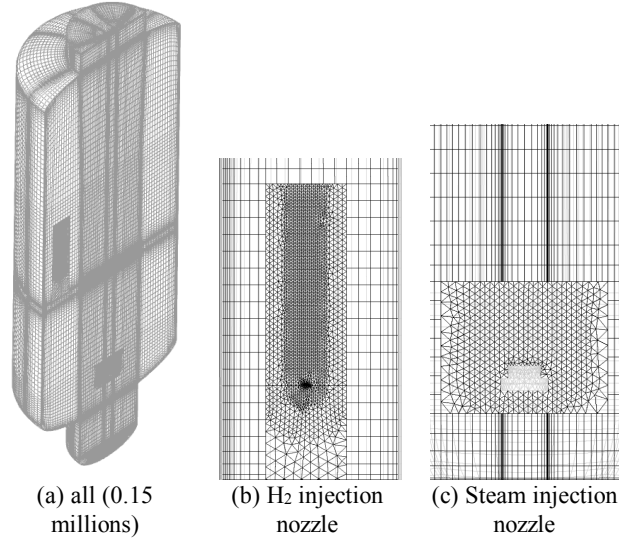 (a) all (0.15
millions)
(b) H₂ injection
nozzle
(c) Steam injection
nozzle